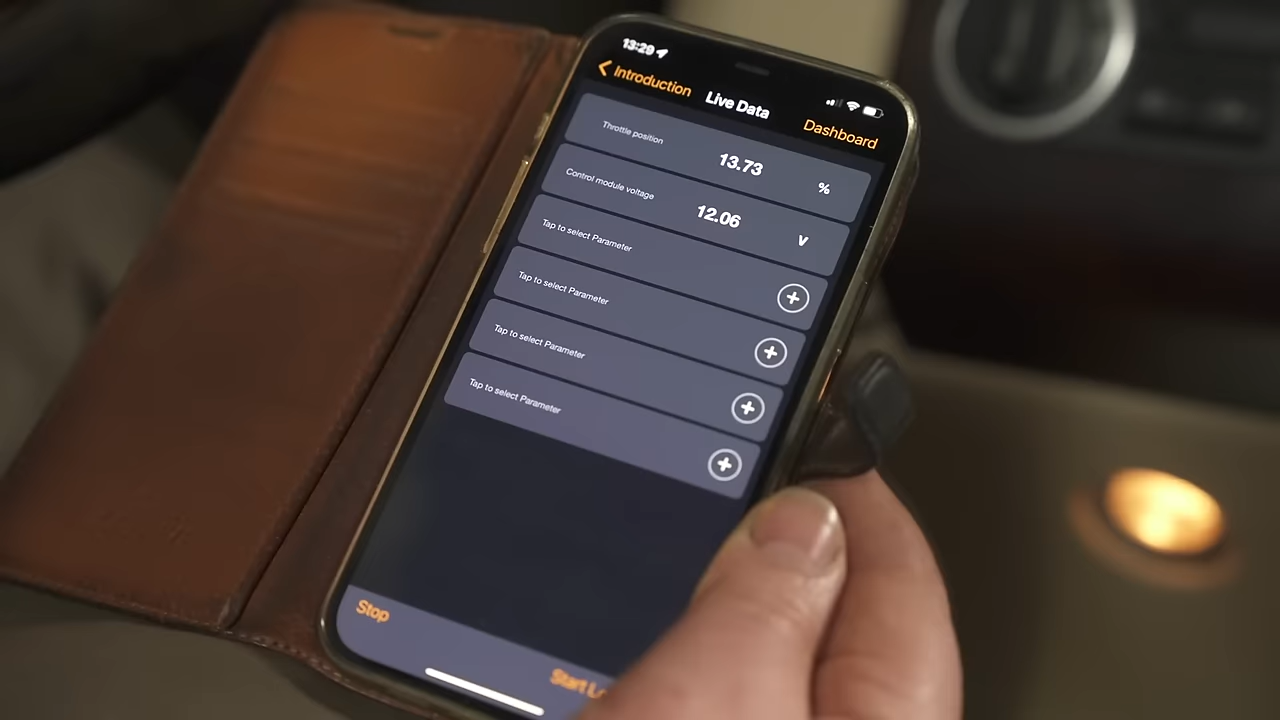 13:29
Introduction
Live Data
Dashboard
Throttle position
13.73
%
Control module voltage
12.06
V
Tap to select Parameter
Tap to select Parameter
Tap to select Parameter
Tap to select Parameter
Stop
Start